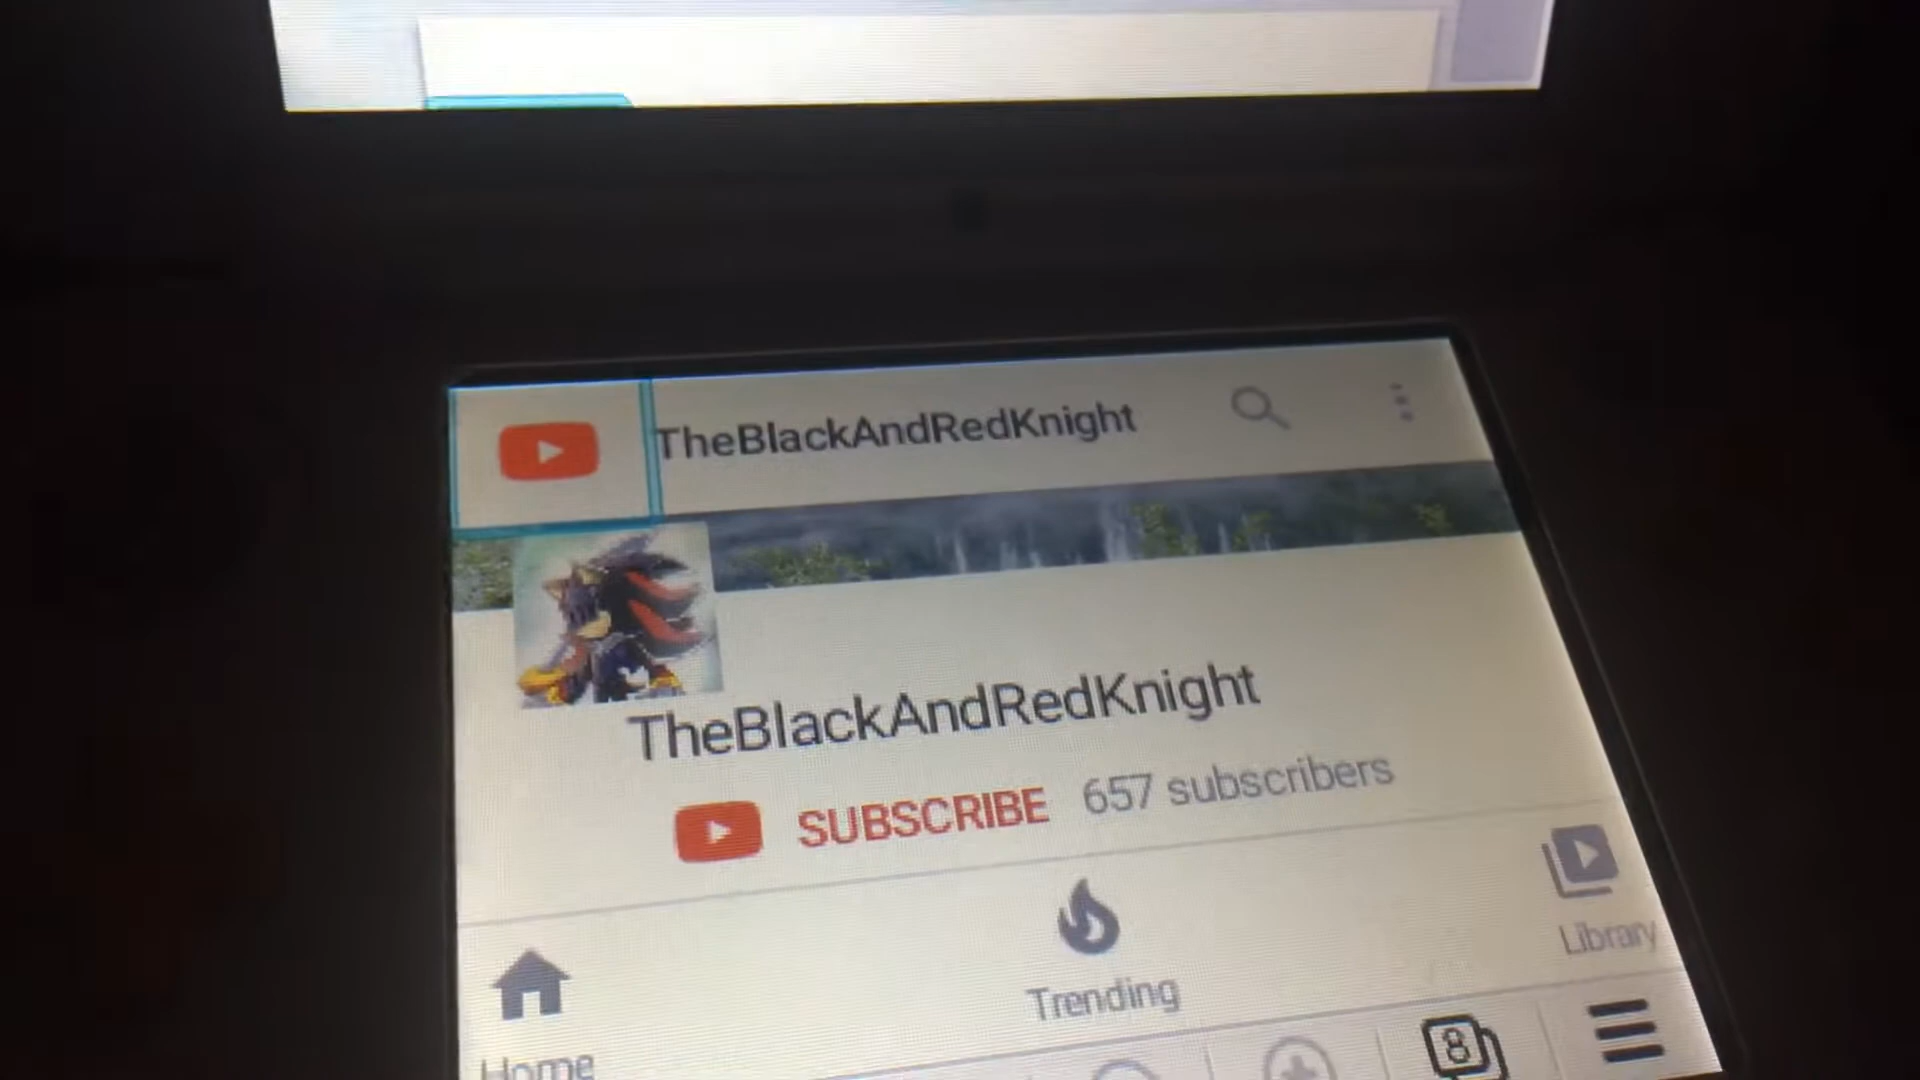 TheBlackAndRedKnight
TheBlackAndRedKnight
SUBSCRIBE 657 subscribers
Home
Trending
Library
8